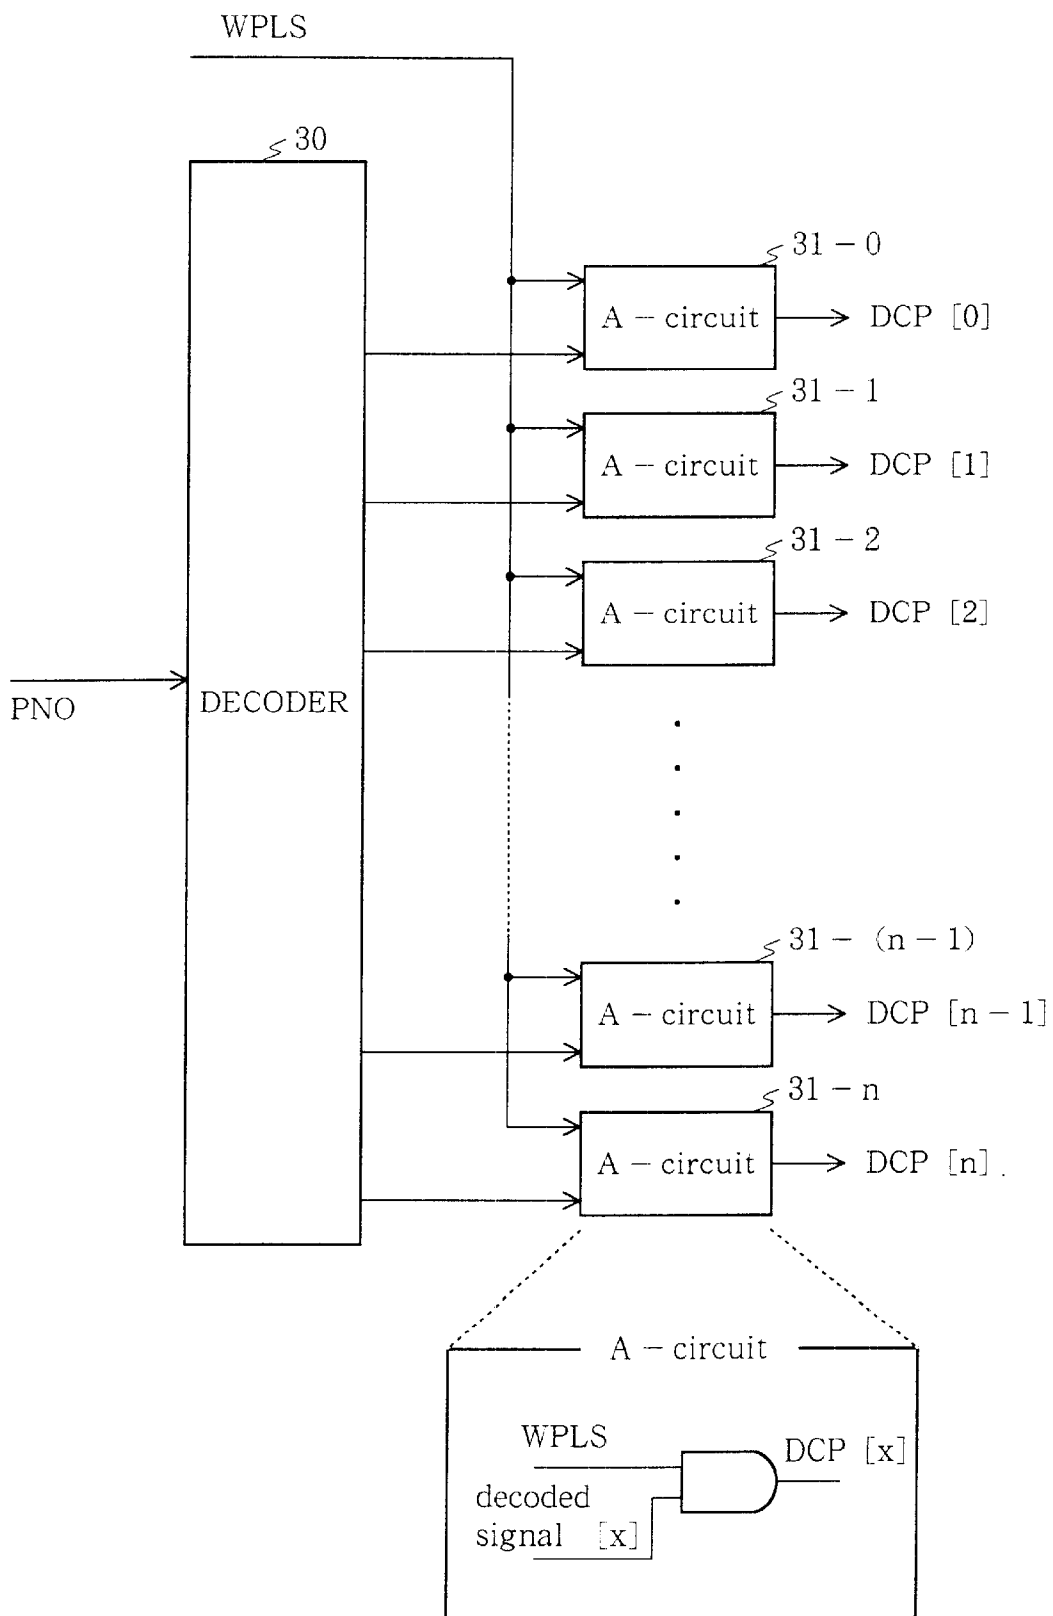 WPLS
30
31-0
A-circuit
DCP [0]
31-1
A-circuit
DCP [1]
31-2
A-circuit
DCP [2]
PNO
DECODER
31-(n-1)
A-circuit
DCP [n-1]
31-n
A-circuit
DCP [n].
A-circuit
WPLS
DCP [x]
decoded
signal [x]